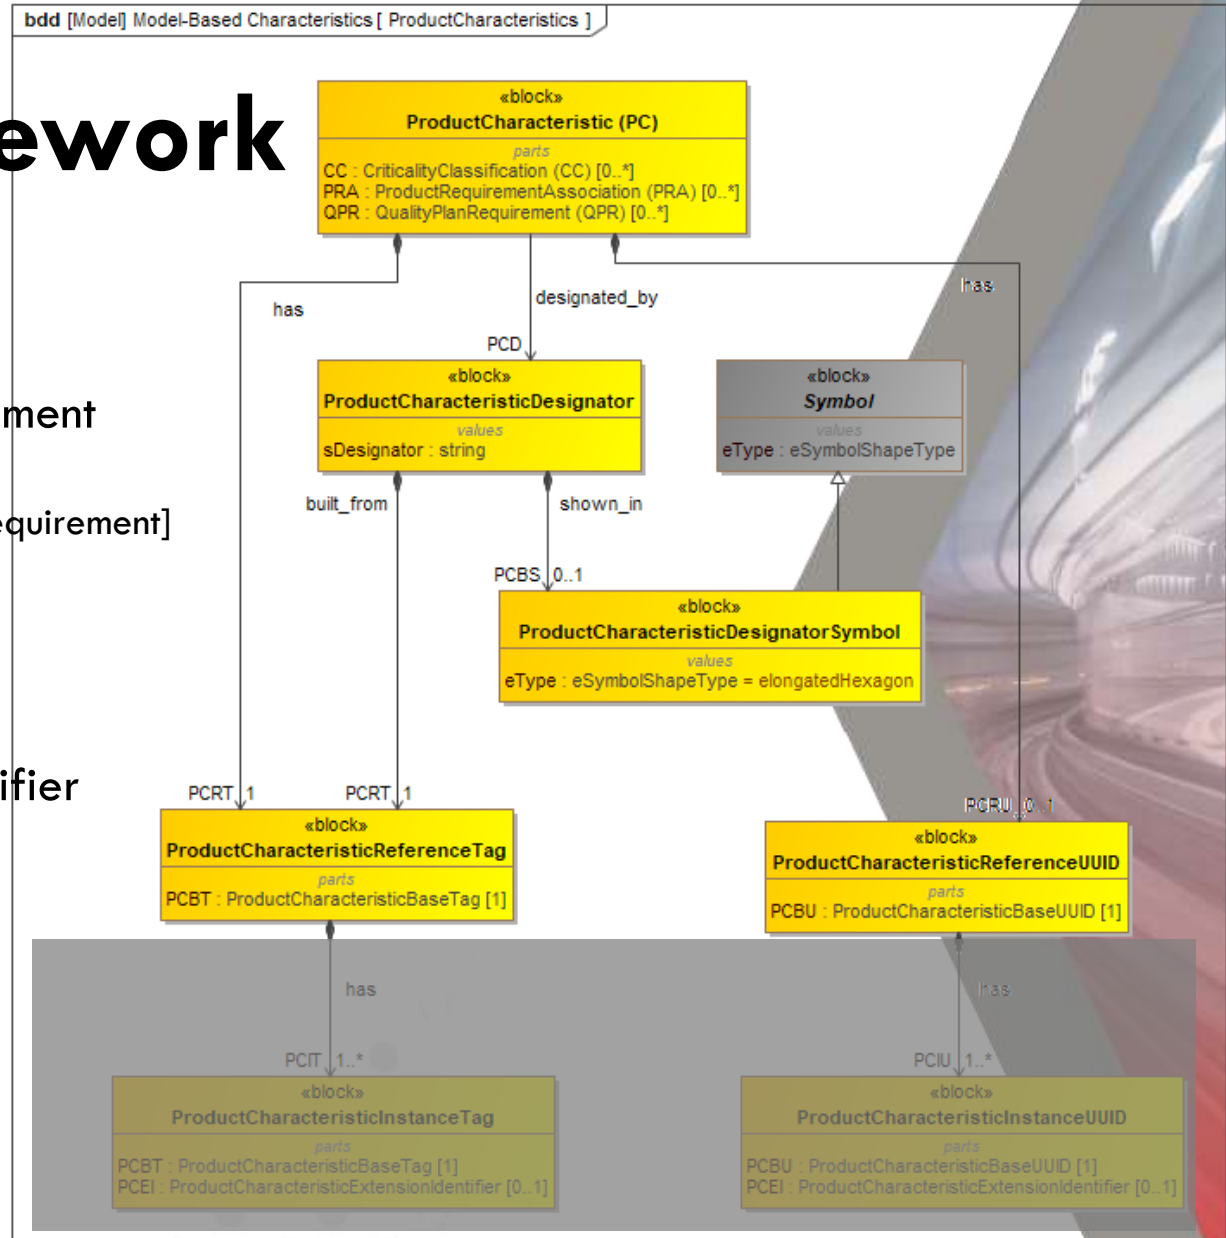 bdd [Model] Model-Based Characteristics [ ProductCharacteristics ]
ework
«block»
ProductCharacteristic (PC)
parts
CC : CriticalityClassification (CC) [0..*]
PRA : ProductRequirementAssociation (PRA) [0..*]
QPR : QualityPlanRequirement (QPR) [0..*]
has
designated_by
has
PCD
ment
equirement]
ifier
«block»
ProductCharacteristicDesignator
values
sDesignator : string
«block»
Symbol
values
eType : eSymbolShapeType
built_from
shown_in
PCBS 0..1
«block»
ProductCharacteristicDesignatorSymbol
values
eType : eSymbolShapeType = elongatedHexagon
PCRT 1
PCRT 1
PCRU 0..1
«block»
ProductCharacteristicReferenceTag
parts
PCBT : ProductCharacteristicBaseTag [1]
«block»
ProductCharacteristicReferenceUUID
parts
PCBU : ProductCharacteristicBaseUUID [1]
has
has
PCIT 1..*
PCIU 1..*
«block»
ProductCharacteristicInstanceTag
parts
PCBT : ProductCharacteristicBaseTag [1]
PCEI : ProductCharacteristicExtensionIdentifier [0..1]
«block»
ProductCharacteristicInstanceUUID
parts
PCBU : ProductCharacteristicBaseUUID [1]
PCEI : ProductCharacteristicExtensionIdentifier [0..1]